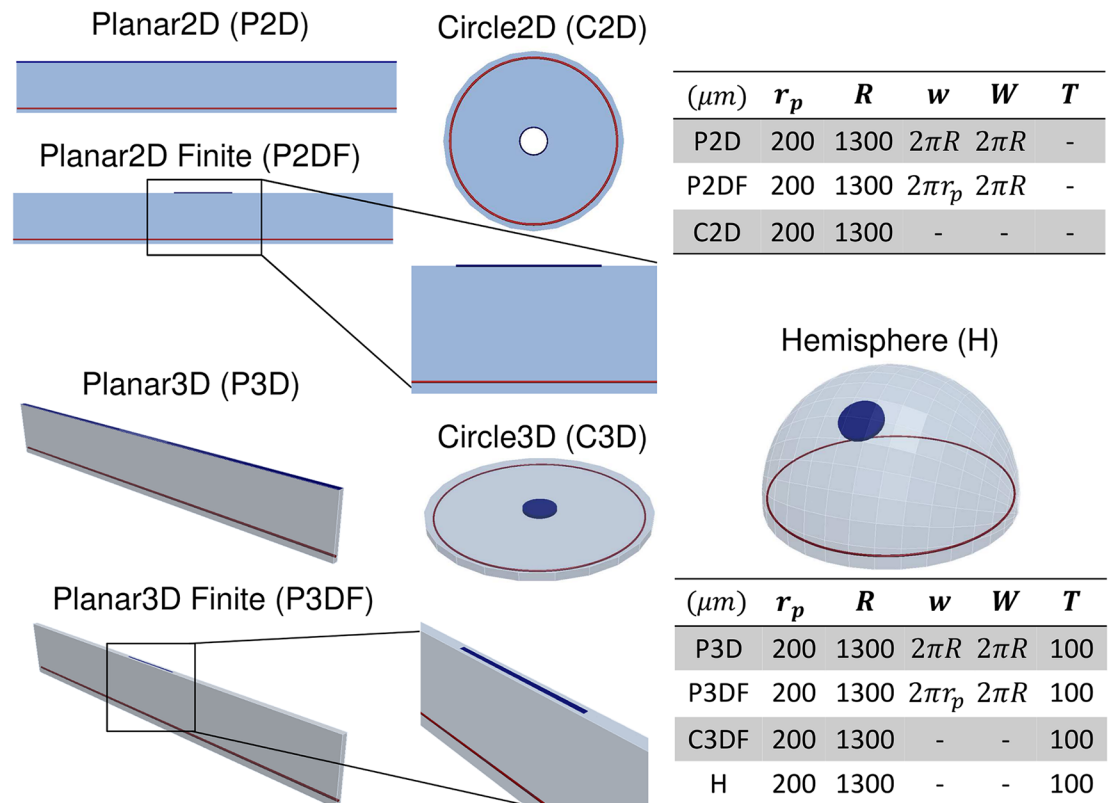 Planar2D (P2D)
Circle2D (C2D)
Planar2D Finite (P2DF)
(μm) r_p R w W T
P2D 200 1300 2πR 2πR -
P2DF 200 1300 2πr_p 2πR -
C2D 200 1300 - - -
Planar3D (P3D)
Circle3D (C3D)
Hemisphere (H)
Planar3D Finite (P3DF)
(μm) r_p R w W T
P3D 200 1300 2πR 2πR 100
P3DF 200 1300 2πr_p 2πR 100
C3DF 200 1300 - - 100
H 200 1300 - - 100